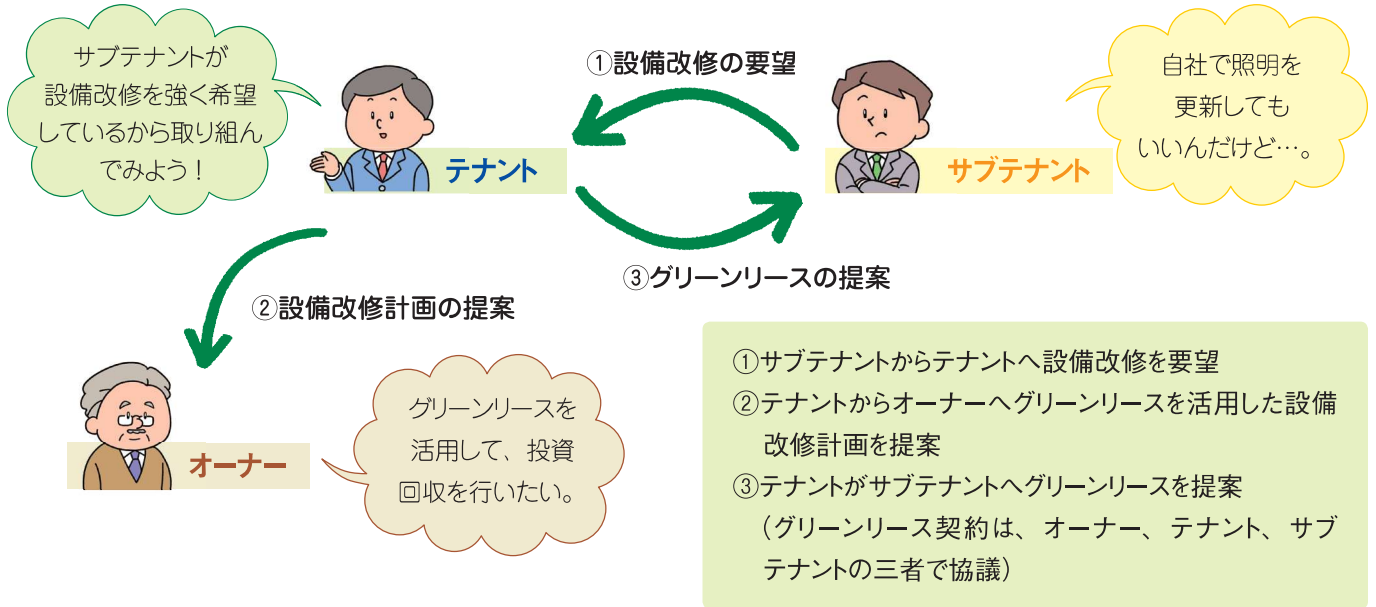 サブテナントが
設備改修を強く希望
しているから取り組ん
でみよう！
テナント
①設備改修の要望
サブテナント
自社で照明を
更新しても
いいんだけど…。
③グリーンリースの提案
②設備改修計画の提案
オーナー
グリーンリースを
活用して、投資
回収を行いたい。
①サブテナントからテナントへ設備改修を要望
②テナントからオーナーへグリーンリースを活用した設備
改修計画を提案
③テナントがサブテナントへグリーンリースを提案
（グリーンリース契約は、オーナー、テナント、サブ
テナントの三者で協議）